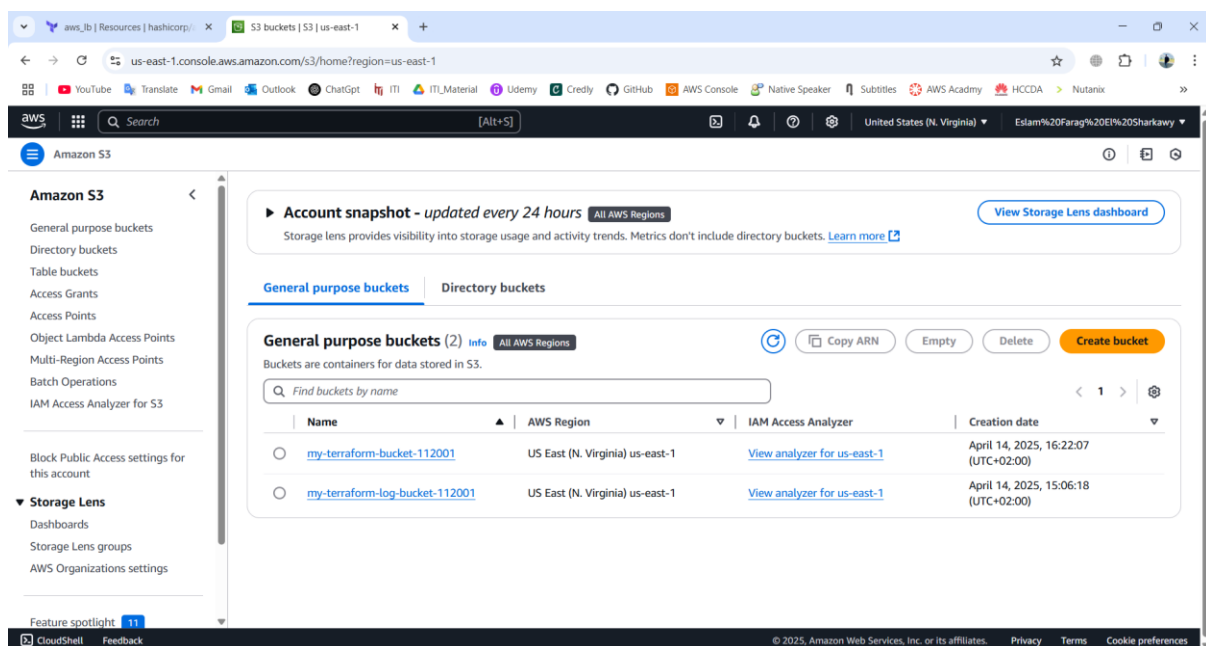 aws_lb | Resources | hashicorp/
S3 buckets | S3 | us-east-1
us-east-1.console.aws.amazon.com/s3/home?region=us-east-1
YouTube Translate Gmail Outlook ChatGpt ITI ITI_Material Udemy Credly GitHub AWS Console Native Speaker Subtitles AWS Acadmy HCCDA Nutanix »
aws Search [Alt+S] United States (N. Virginia) ▼ Eslam%20Farag%20El%20Sharkawy ▼
Amazon S3
Amazon S3
General purpose buckets
Directory buckets
Table buckets
Access Grants
Access Points
Object Lambda Access Points
Multi-Region Access Points
Batch Operations
IAM Access Analyzer for S3
Block Public Access settings for
this account
Storage Lens
Dashboards
Storage Lens groups
AWS Organizations settings
Feature spotlight 11
Account snapshot - updated every 24 hours All AWS Regions
View Storage Lens dashboard
Storage lens provides visibility into storage usage and activity trends. Metrics don't include directory buckets. Learn more
General purpose buckets Directory buckets
General purpose buckets (2) Info All AWS Regions
Copy ARN Empty Delete Create bucket
Buckets are containers for data stored in S3.
Find buckets by name
1
Name AWS Region IAM Access Analyzer Creation date
my-terraform-bucket-112001 US East (N. Virginia) us-east-1 View analyzer for us-east-1 April 14, 2025, 16:22:07
(UTC+02:00)
my-terraform-log-bucket-112001 US East (N. Virginia) us-east-1 View analyzer for us-east-1 April 14, 2025, 15:06:18
(UTC+02:00)
CloudShell Feedback © 2025, Amazon Web Services, Inc. or its affiliates. Privacy Terms Cookie preferences